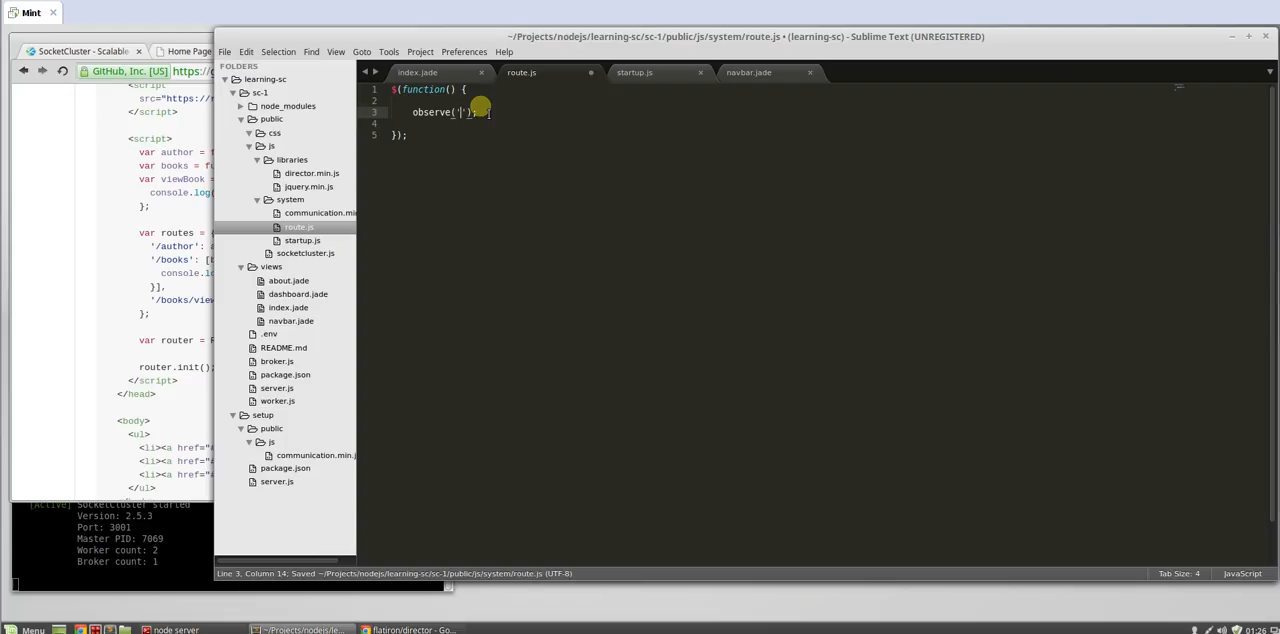 Mint
~/Projects/nodejs/learning-sc/sc-1/public/js/system/route.js • (learning-sc) - Sublime Text (UNREGISTERED)
SocketCluster - Scalable
Home Page
File Edit Selection Find View Goto Tools Project Preferences Help
GitHub, Inc. [US]
https://g
FOLDERS
learning-sc
sc-1
node_modules
public
css
js
libraries
director.min.js
jquery.min.js
system
communication.min
route.js
startup.js
socketcluster.js
views
about.jade
dashboard.jade
index.jade
navbar.jade
.env
README.md
broker.js
package.json
server.js
worker.js
setup
public
js
communication.min.j
package.json
server.js
index.jade
route.js
startup.js
navbar.jade
1 $(function() {
2
3 observe('');
4
5 });
<script
src="https://r
</script>
<script>
var author = f
var books = fu
var viewBook =
console.log(
};
var routes = {
'/author': a
'/books': [b
console.lo
}],
'/books/view
};
var router = R
router.init();
</script>
</head>
<body>
<ul>
<li><a href="#
<li><a href="#
<li><a href="#
</ul>
[Active] SocketCluster started
Version: 2.5.3
Port: 3001
Master PID: 7069
Worker count: 2
Broker count: 1
Line 3, Column 14; Saved ~/Projects/nodejs/learning-sc/sc-1/public/js/system/route.js (UTF-8)
Tab Size: 4
JavaScript
Menu
node server
~/Projects/nodejs/le...
flatiron/director - Go...
01:26